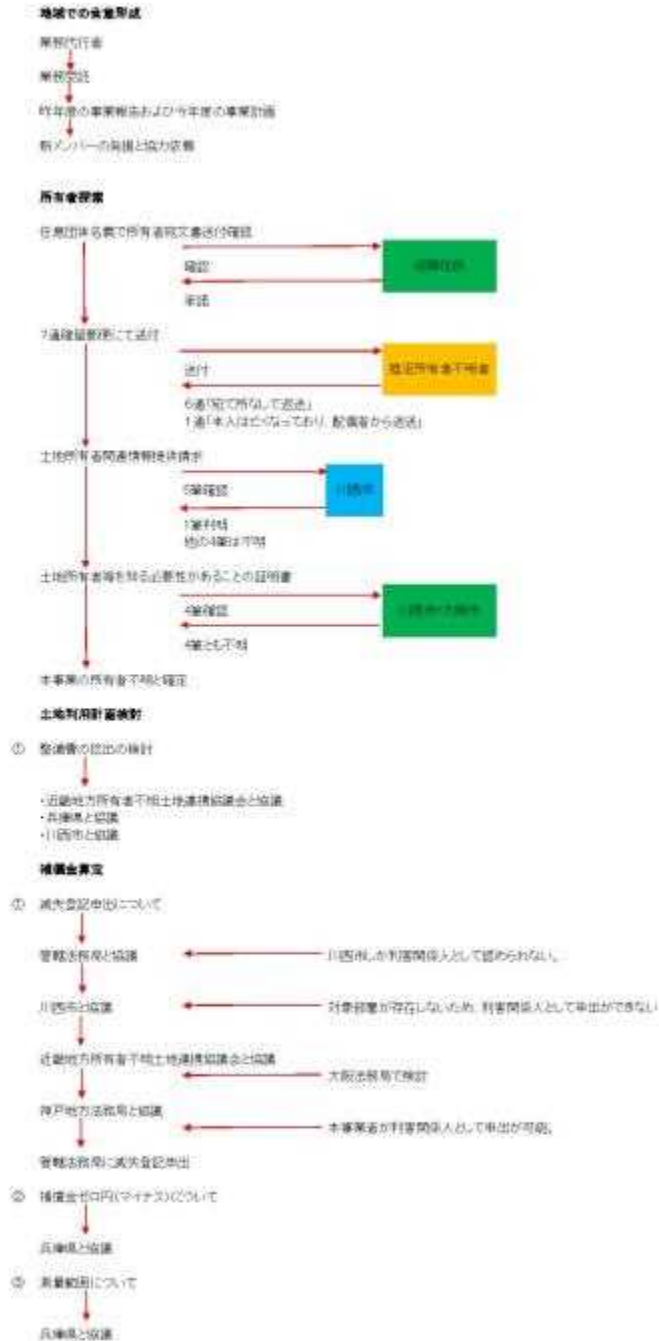 地域での合意形成
業務代行者
業務受託
昨年度の事業報告および今年度の事業計画
新メンバーの発掘と協力依頼
所有者探索
任意団体名義で所有者宛文書送付確認
確認
承諾
7通確留郵便にて送付
送付
登記所有者不明者
6通「宛て所なしで返送」
1通「本人は亡くなっており、配偶者から返送」
土地所有者関連情報提供請求
5筆確認
川西市
1筆判明
他の4筆は不明
土地所有者等を知る必要性があることの証明書
4筆確認
4筆とも不明
本事業の所有者不明と確定
土地利用計画検討
① 整備費の捻出の検討
・近畿地方所有者不明土地連携協議会と協議
・兵庫県と協議
・川西市と協議
補償金算定
① 滅失登記申出について
管轄法務局と協議
川西市しか利害関係人として認められない。
川西市と協議
対象部署が存在しないため、利害関係人として申出ができない
近畿地方所有者不明土地連携協議会と協議
大阪法務局で検討
神戸地方法務局と協議
本事業者が利害関係人として申出が可能。
管轄法務局に滅失登記申出
② 補償金ゼロ円(マイナス)について
兵庫県と協議
③ 測量範囲について
兵庫県と協議